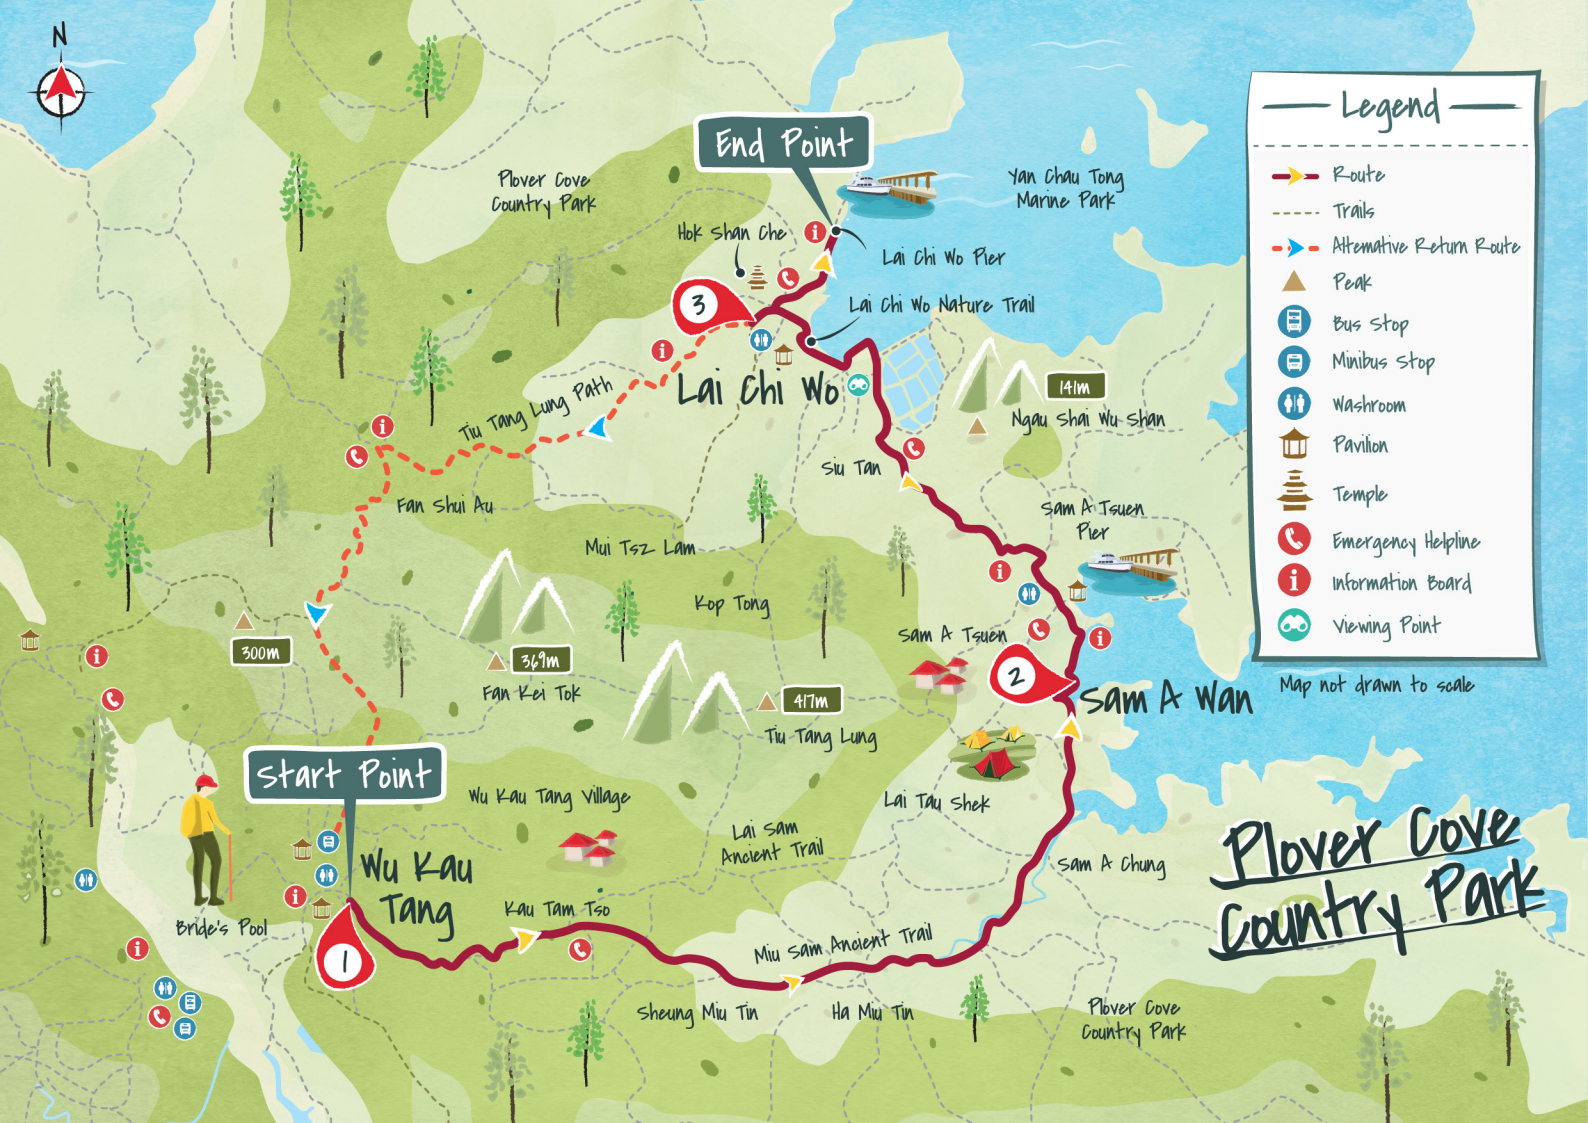 N
End Point
Plover Cove
Country Park
Yan Chau Tong
Marine Park
Hok Shan Che
Lai Chi Wo Pier
Lai Chi Wo Nature Trail
3
Lai Chi Wo
Tiu Tang Lung Path
141m
Ngau Shai Wu Shan
Siu Tan
Fan Shui Au
Sam A Tsuen
Pier
Mui Tsz Lam
Kop Tong
Sam A Tsuen
2
Sam A Wan
300m
369m
Fan Kei Tok
417m
Tiu Tang Lung
Start Point
Wu Kau Tang Village
Lai Tau Shek
Lai Sam
Ancient Trail
Sam A Chung
Wu Kau
Tang
Kau Tam Tso
Bride's Pool
1
Miu Sam Ancient Trail
Sheung Miu Tin
Ha Miu Tin
Plover Cove
Country Park
Legend
Route
Trails
Alternative Return Route
Peak
Bus Stop
Minibus Stop
Washroom
Pavilion
Temple
Emergency Helpline
Information Board
Viewing Point
Map not drawn to scale
Plover Cove
Country Park